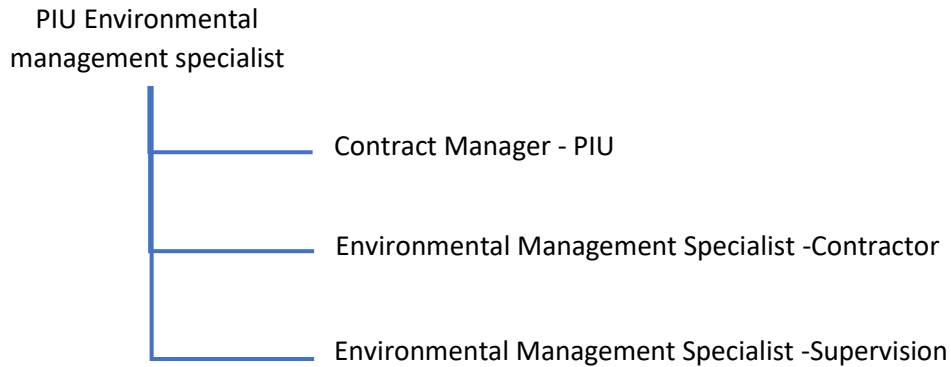 PIU Environmental
management specialist
Contract Manager - PIU
Environmental Management Specialist -Contractor
Environmental Management Specialist -Supervision